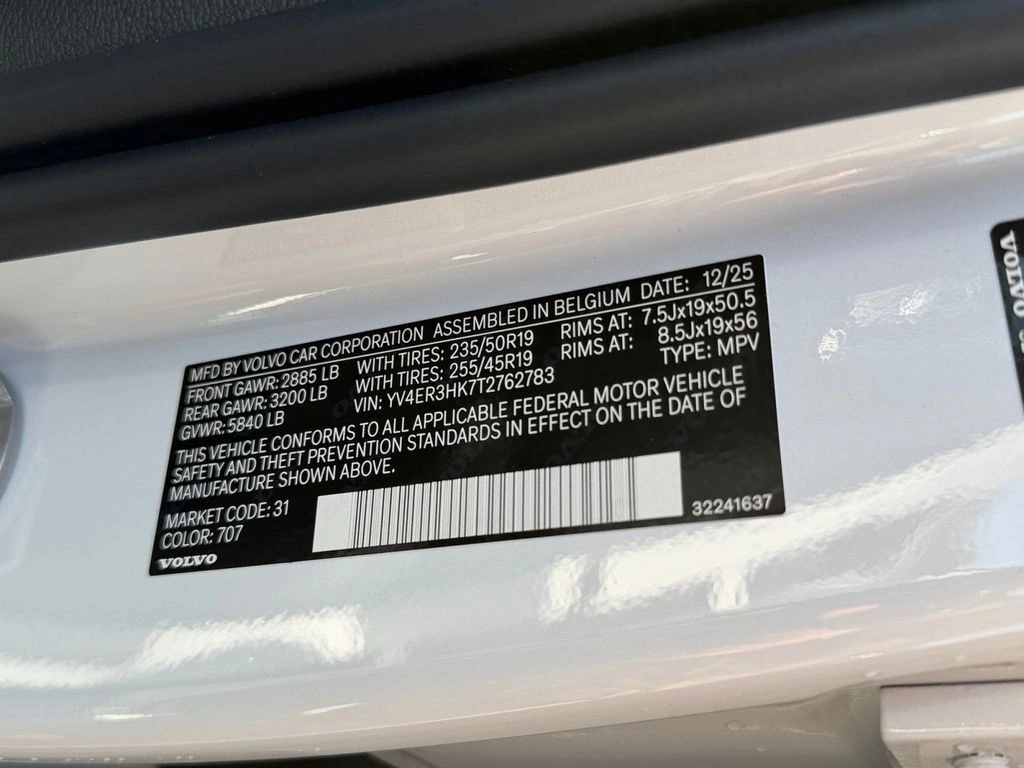 MFD BY VOLVO CAR CORPORATION ASSEMBLED IN BELGIUM DATE: 12/25
FRONT GAWR: 2885 LB WITH TIRES: 235/50R19 RIMS AT: 7.5Jx19x50.5
REAR GAWR: 3200 LB WITH TIRES: 255/45R19 RIMS AT: 8.5Jx19x56
GVWR: 5840 LB VIN: YV4ER3HK7T2762783 TYPE: MPV
THIS VEHICLE CONFORMS TO ALL APPLICABLE FEDERAL MOTOR VEHICLE
SAFETY AND THEFT PREVENTION STANDARDS IN EFFECT ON THE DATE OF
MANUFACTURE SHOWN ABOVE.
MARKET CODE: 31
COLOR: 707
32241637
VOLVO
VOLVO